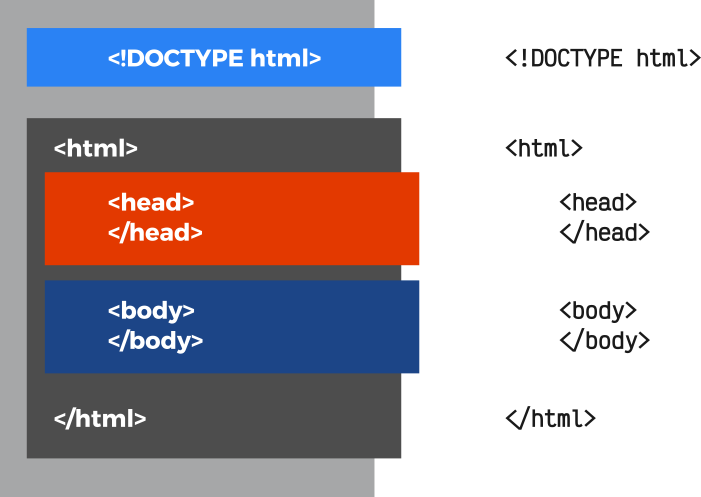 <!DOCTYPE html>
<html>
<head>
</head>
<body>
</body>
</html>
<!DOCTYPE html>
<html>
<head>
</head>
<body>
</body>
</html>